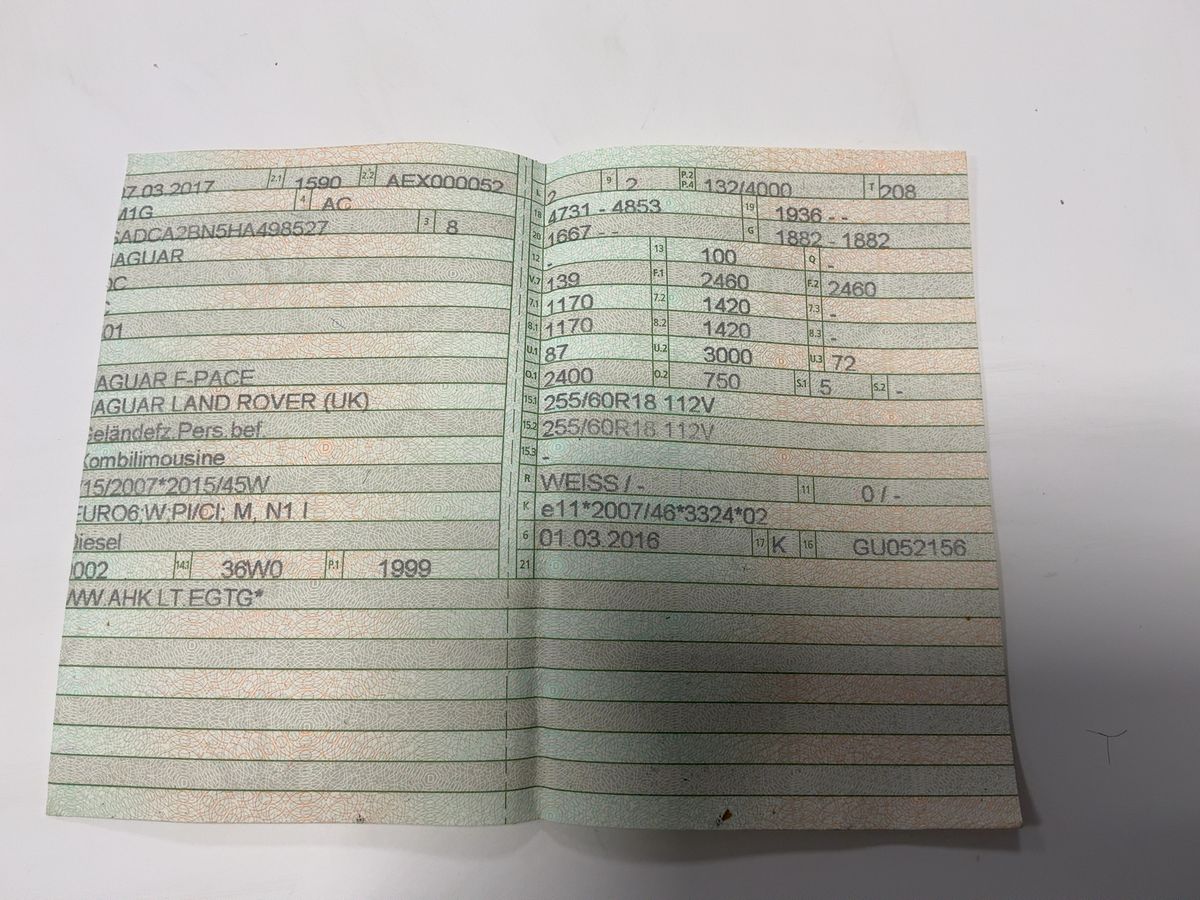 7.03.2017 2.1 1590 2.2 AEX000052
M1G 4 AC
SADCA2BN5HA498527 3 8
JAGUAR
DC
01
JAGUAR F-PACE
JAGUAR LAND ROVER (UK)
Geländefz.Pers.bef.
Kombilimousine
715/2007*2015/45W
EURO6;W;PI/CI; M, N1 I
Diesel
0002 14.1 36W0 P.1 1999
WW.AHK LT.EGTG*
L 2 9 2 P.2 P.4 132/4000 T 208
18 4731 - 4853 19 1936 - -
20 1667 - - G 1882 - 1882
12 - 13 100 Q -
V.7 139 F.1 2460 F.2 2460
7.1 1170 7.2 1420 7.3 -
8.1 1170 8.2 1420 8.3 -
U.1 87 U.2 3000 U.3 72
O.1 2400 O.2 750 S.1 5 S.2 -
15.1 255/60R18 112V
15.2 255/60R18 112V
15.3 -
R WEISS / - 11 0 / -
K e11*2007/46*3324*02
6 01.03.2016 17 K 16 GU052156
21